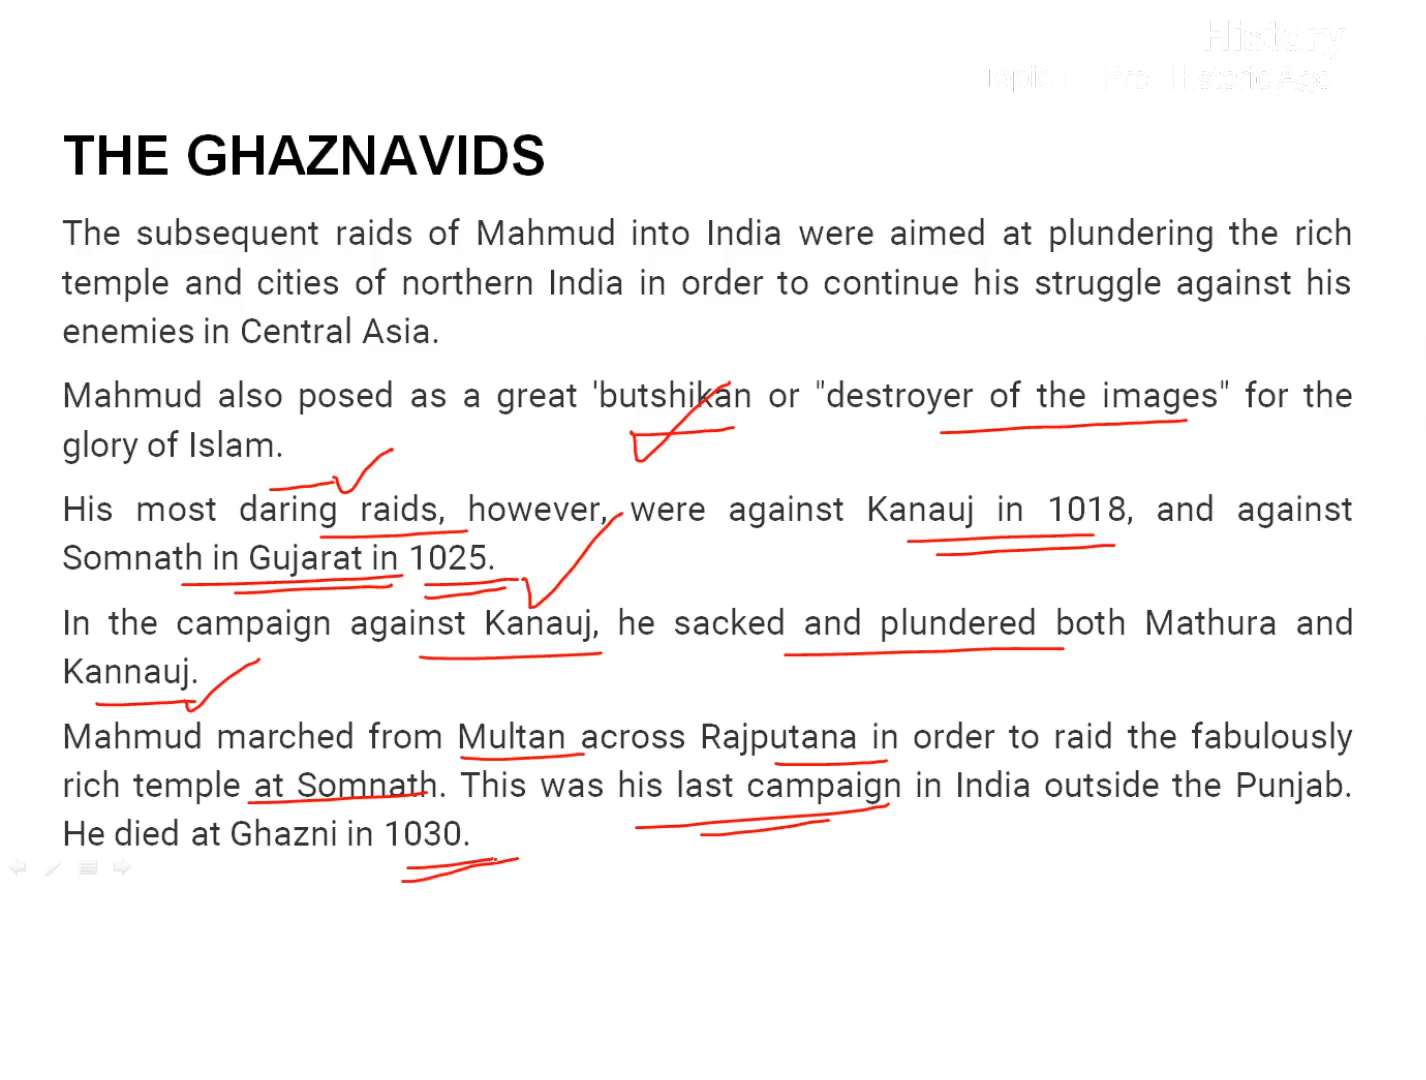 History
Topic : Pre - Historic Age
THE GHAZNAVIDS
The subsequent raids of Mahmud into India were aimed at plundering the rich
temple and cities of northern India in order to continue his struggle against his
enemies in Central Asia.
Mahmud also posed as a great 'butshikan or "destroyer of the images" for the
glory of Islam.
His most daring raids, however, were against Kanauj in 1018, and against
Somnath in Gujarat in 1025.
In the campaign against Kanauj, he sacked and plundered both Mathura and
Kannauj.
Mahmud marched from Multan across Rajputana in order to raid the fabulously
rich temple at Somnath. This was his last campaign in India outside the Punjab.
He died at Ghazni in 1030.